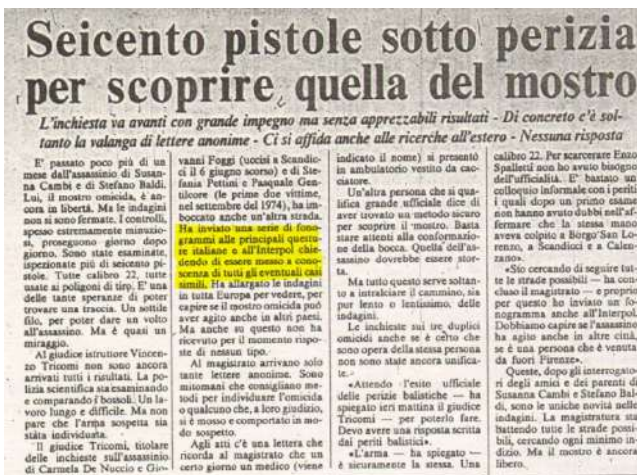 Seicento pistole sotto perizia
per scoprire quella del mostro
L'inchiesta va avanti con grande impegno ma senza apprezzabili risultati - Di concreto c'è sol-
tanto la valanga di lettere anonime - Ci si affida anche alle ricerche all'estero - Nessuna risposta
E' passato poco più di un
mese dall'assassinio di Susan-
na Cambi e di Stefano Baldi.
Lui, il mostro omicida, è an-
cora in libertà. Ma le indagini
non si sono fermate. I controlli,
spesso estremamente minuzio-
si, proseguono giorno dopo
giorno. Sono state esaminate,
ispezionate più di seicento pi-
stole. Tutte calibro 22, tutte
usate ai poligoni di tiro. E' una
delle tante speranze di poter
trovare una traccia. Un sottile
filo, per poter dare un volto
all'assassino. Ma è quasi un
miraggio.
Al giudice istruttore Vincen-
zo Tricomi non sono ancora
arrivati tutti i risultati. La po-
lizia scientifica sta esaminando
e comparando i bossoli. Un la-
voro lungo e difficile. Ma non
pare che l'arma sospetta sia
stata individuata.
Il giudice Tricomi, titolare
delle inchieste sull'assassinio
di Carmela De Nuccio e Gio-
vanni Foggi (uccisi a Scandic-
ci il 6 giugno scorso) e di Ste-
fania Pettini e Pasquale Gen-
tilcore (le prime due vittime,
nel settembre del 1974), ha im-
boccato anche un'altra strada.
Ha inviato una serie di fono-
grammi alle principali questu-
re italiane e all'Interpol chie-
dendo di essere messo a cono-
scenza di tutti gli eventuali casi
simili. Ha allargato le indagini
in tutta Europa per vedere, per
capire se il mostro omicida può
aver agito anche in altri paesi.
Ma anche su questo non ha
ricevuto per il momento rispo-
ste di nessun tipo.
Al magistrato arrivano solo
tante lettere anonime. Sono
mitomani che consigliano me-
todi per individuare l'omicida
o qualcuno che, a loro giudizio,
si è mosso e comportato in mo-
do sospetto.
Agli atti c'è una lettera che
ricorda al magistrato che un
certo giorno un medico (viene
indicato il nome) si presentò
in ambulatorio vestito da cac-
ciatore.
Un'altra persona che si qua-
lifica grande ufficiale dice di
aver trovato un metodo sicuro
per scoprire il mostro. Basta
stare attenti alla conformazio-
ne della bocca. Quella dell'as-
sassino dovrebbe essere stor-
ta.
Ma tutto questo serve soltan-
to a intralciare il cammino, sia
pur lento o lentissimo, delle
indagini.
Le inchieste sui tre duplici
omicidi anche se è certo che
sono opera della stessa persona
non sono state ancora unifica-
te.
«Attendo l'esito ufficiale
delle perizie balistiche — ha
spiegato ieri mattina il giudice
Tricomi — per poterlo fare.
Devo avere una risposta scritta
dai periti balistici».
«L'arma — ha spiegato —
è sicuramente la stessa. Una
calibro 22. Per scarcerare Enzo
Spalletti non ho avuto bisogno
dell'ufficialità. E' bastato un
colloquio informale con i periti
i quali dopo un primo esame
non hanno avuto dubbi nell'af-
fermare che la stessa mano
aveva colpito a Borgo San Lo-
renzo, a Scandicci e a Calen-
zano».
«Sto cercando di seguire tut-
te le strade possibili — ha con-
cluso il magistrato — e proprio
per questo ho inviato un fo-
nogramma anche all'Interpol.
Dobbiamo capire se l'assassino
ha agito anche in altre città,
se è una persona che è venuta
da fuori Firenze».
Queste, dopo gli interrogato-
ri degli amici e dei parenti di
Susanna Cambi e Stefano Bal-
di, sono le uniche novità nelle
indagini. La magistratura sta
battendo tutte le strade possi-
bili, cercando ogni minimo in-
dizio. Ma il mostro è ancora
libero.